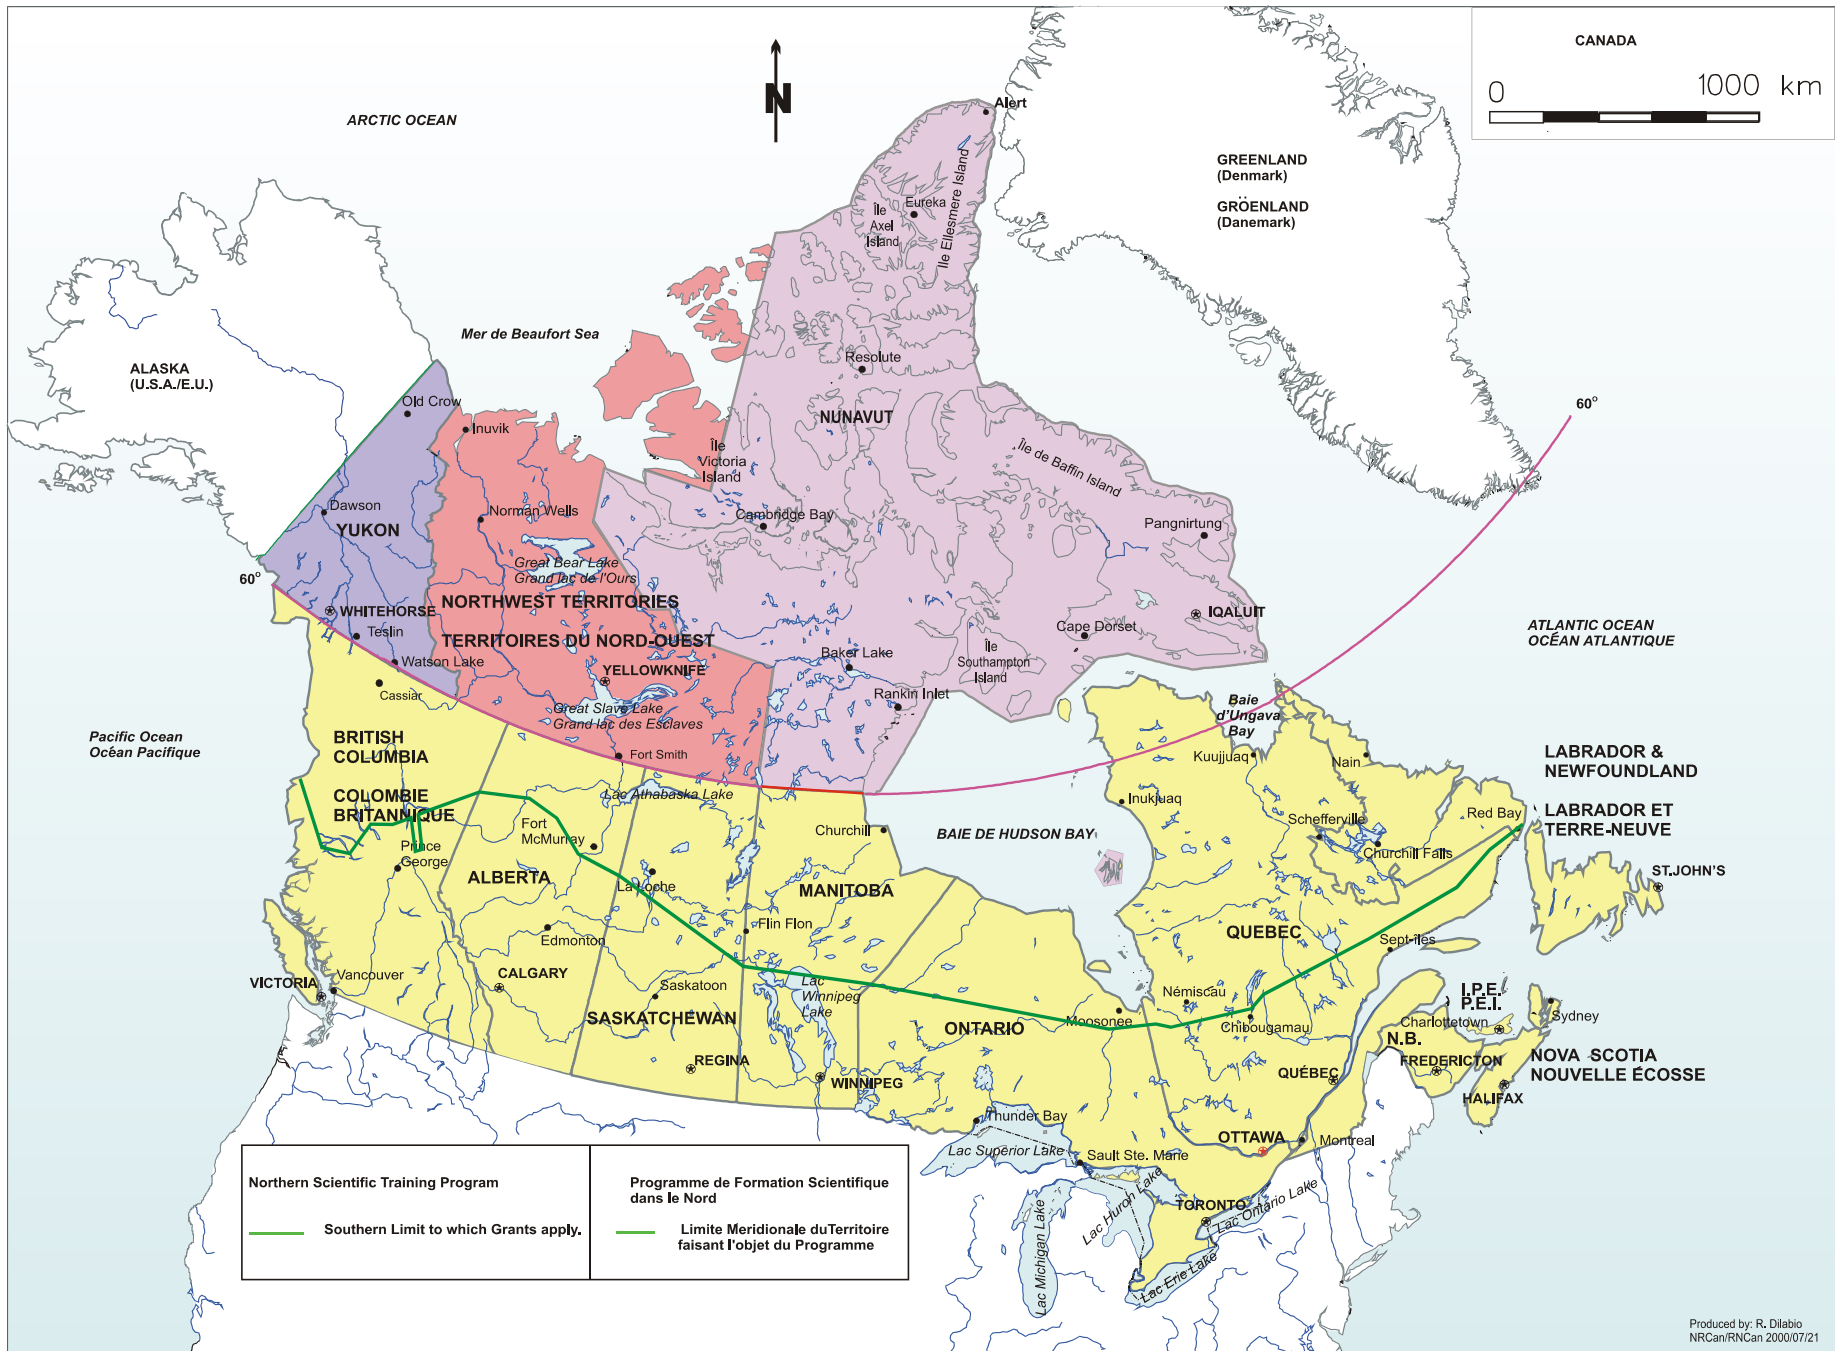 CANADA
0 1000 km
N
ARCTIC OCEAN
Alert
GREENLAND
(Denmark)
GRÖENLAND
(Danemark)
Eureka
Île
Axel
Island
Ile Ellesmere Island
Mer de Beaufort Sea
ALASKA
(U.S.A./E.U.)
Resolute
NUNAVUT
Old Crow
Inuvik
60°
Île
Victoria
Island
Île de Baffin Island
Dawson
YUKON
Norman Wells
Cambridge Bay
Pangnirtung
Great Bear Lake
Grand lac de l'Ours
60°
WHITEHORSE
NORTHWEST TERRITORIES
TERRITOIRES DU NORD-OUEST
IQALUIT
Teslin
Cape Dorset
ATLANTIC OCEAN
OCÉAN ATLANTIQUE
Watson Lake
YELLOWKNIFE
Baker Lake
Île
Southampton
Island
Cassiar
Rankin Inlet
Great Slave Lake
Grand lac des Esclaves
Baie
d'Ungava
Bay
Pacific Ocean
Océan Pacifique
BRITISH
COLUMBIA
COLOMBIE
BRITANNIQUE
Fort Smith
Kuujjuaq
Nain
LABRADOR &
NEWFOUNDLAND
LABRADOR ET
TERRE-NEUVE
Lac Athabaska Lake
Inukjuaq
Red Bay
Fort
McMurray
Churchill
BAIE DE HUDSON BAY
Schefferville
Churchill Falls
Prince
George
ALBERTA
La Loche
MANITOBA
ST.JOHN'S
Flin Flon
QUEBEC
Edmonton
Sept-îles
VICTORIA
Vancouver
CALGARY
Saskatoon
Lac
Winnipeg
Lake
Némiscau
I.P.E.
P.E.I.
SASKATCHEWAN
ONTARIO
Moosonee
Chibougamau
Charlottetown
Sydney
N.B.
REGINA
WINNIPEG
QUÉBEC
FREDERICTON
NOVA SCOTIA
NOUVELLE ÉCOSSE
HALIFAX
Thunder Bay
OTTAWA
Montreal
Lac Superior Lake
Sault Ste. Marie
TORONTO
Lac Huron Lake
Lac Ontario Lake
Lac Michigan Lake
Lac Erie Lake
Northern Scientific Training Program
Southern Limit to which Grants apply.
Programme de Formation Scientifique
dans le Nord
Limite Meridionale duTerritoire
faisant l'objet du Programme
Produced by: R. Dilabio
NRCan/RNCan 2000/07/21